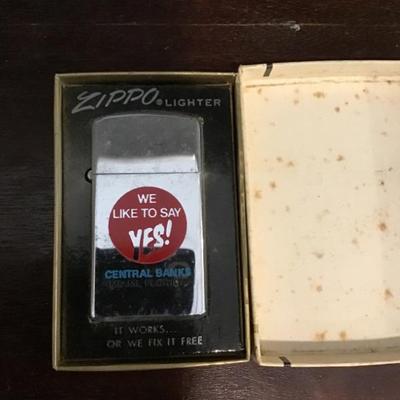 ZIPPO® LIGHTER
WE
LIKE TO SAY
YES!
CENTRAL BANKS
IT WORKS...
OR WE FIX IT FREE